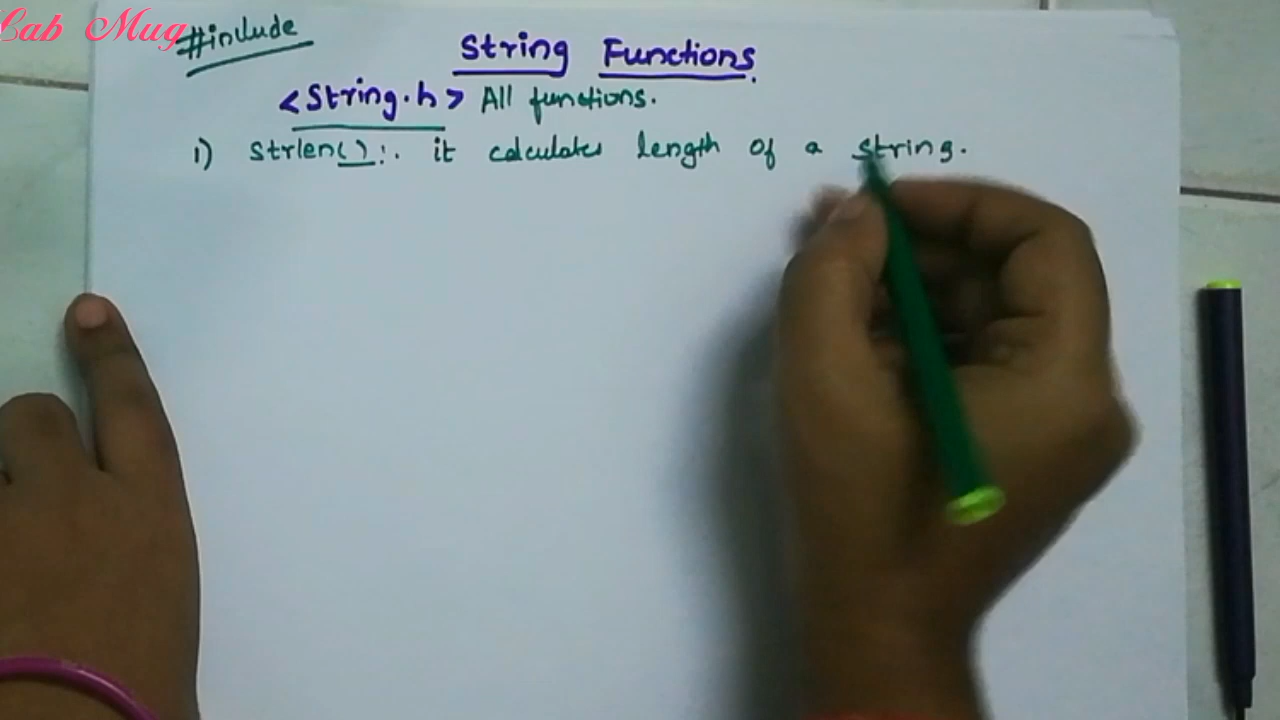 Lab Mug
#include
String Functions.
<String.h> All functions.
1) strlen():. it calculates length of a string.